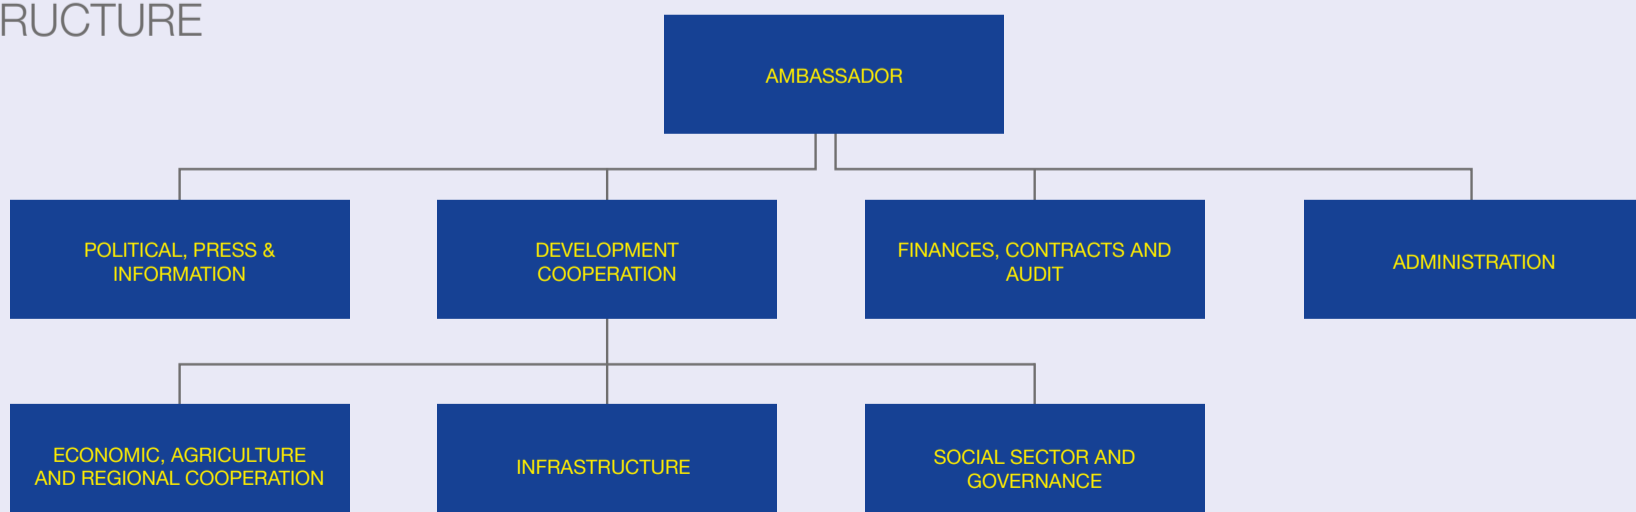 RUCTURE
AMBASSADOR
POLITICAL, PRESS &
INFORMATION
DEVELOPMENT
COOPERATION
FINANCES, CONTRACTS AND
AUDIT
ADMINISTRATION
ECONOMIC, AGRICULTURE
AND REGIONAL COOPERATION
INFRASTRUCTURE
SOCIAL SECTOR AND
GOVERNANCE